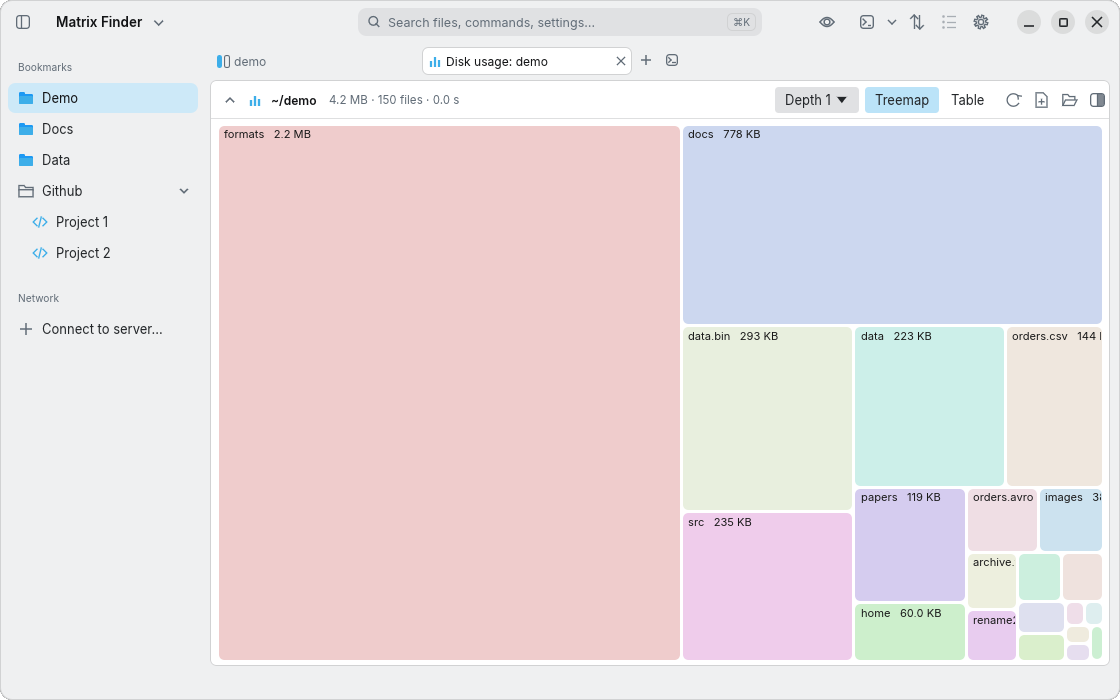 Matrix Finder
Search files, commands, settings...
⌘K
Bookmarks
Demo
Docs
Data
Github
Project 1
Project 2
Network
Connect to server...
demo
Disk usage: demo
~/demo 4.2 MB · 150 files · 0.0 s
Depth 1
Treemap
Table
formats 2.2 MB
docs 778 KB
data.bin 293 KB
data 223 KB
orders.csv 144
src 235 KB
papers 119 KB
orders.avro
images 38
archive.
home 60.0 KB
rename2